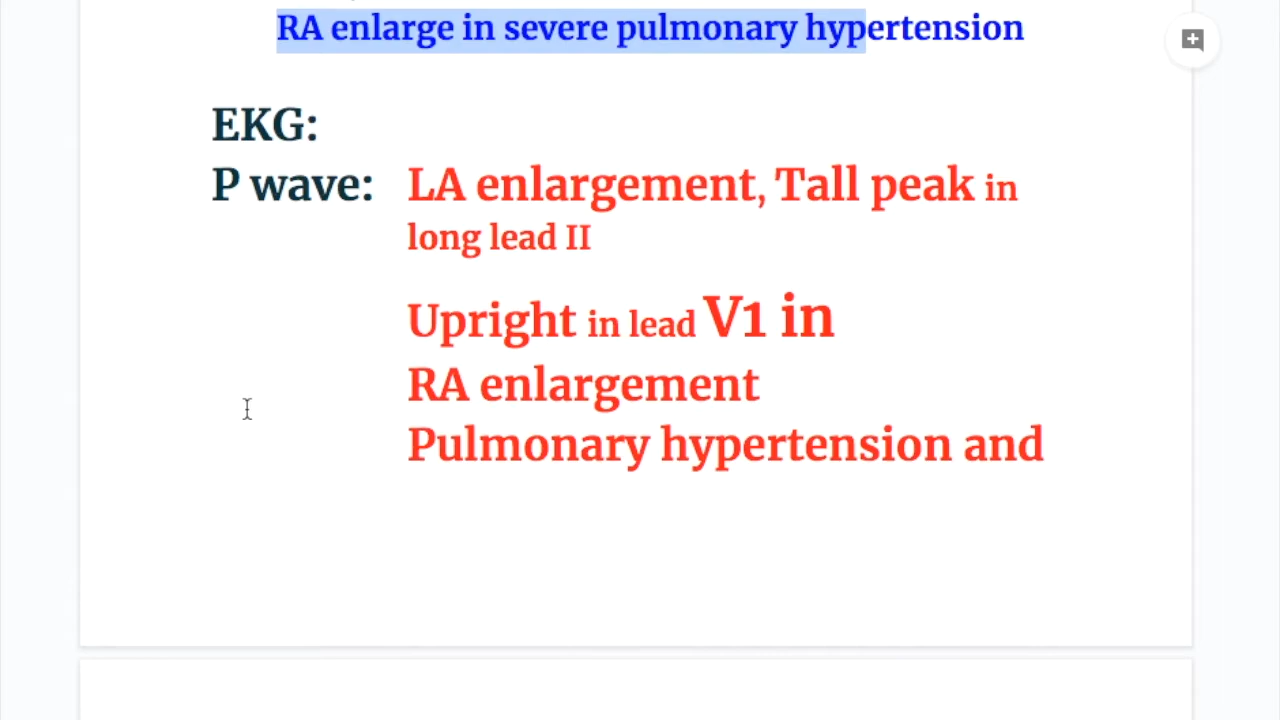 RA enlarge in severe pulmonary hypertension
EKG:
P wave: LA enlargement, Tall peak in
long lead II
Upright in lead V1 in
RA enlargement
Pulmonary hypertension and